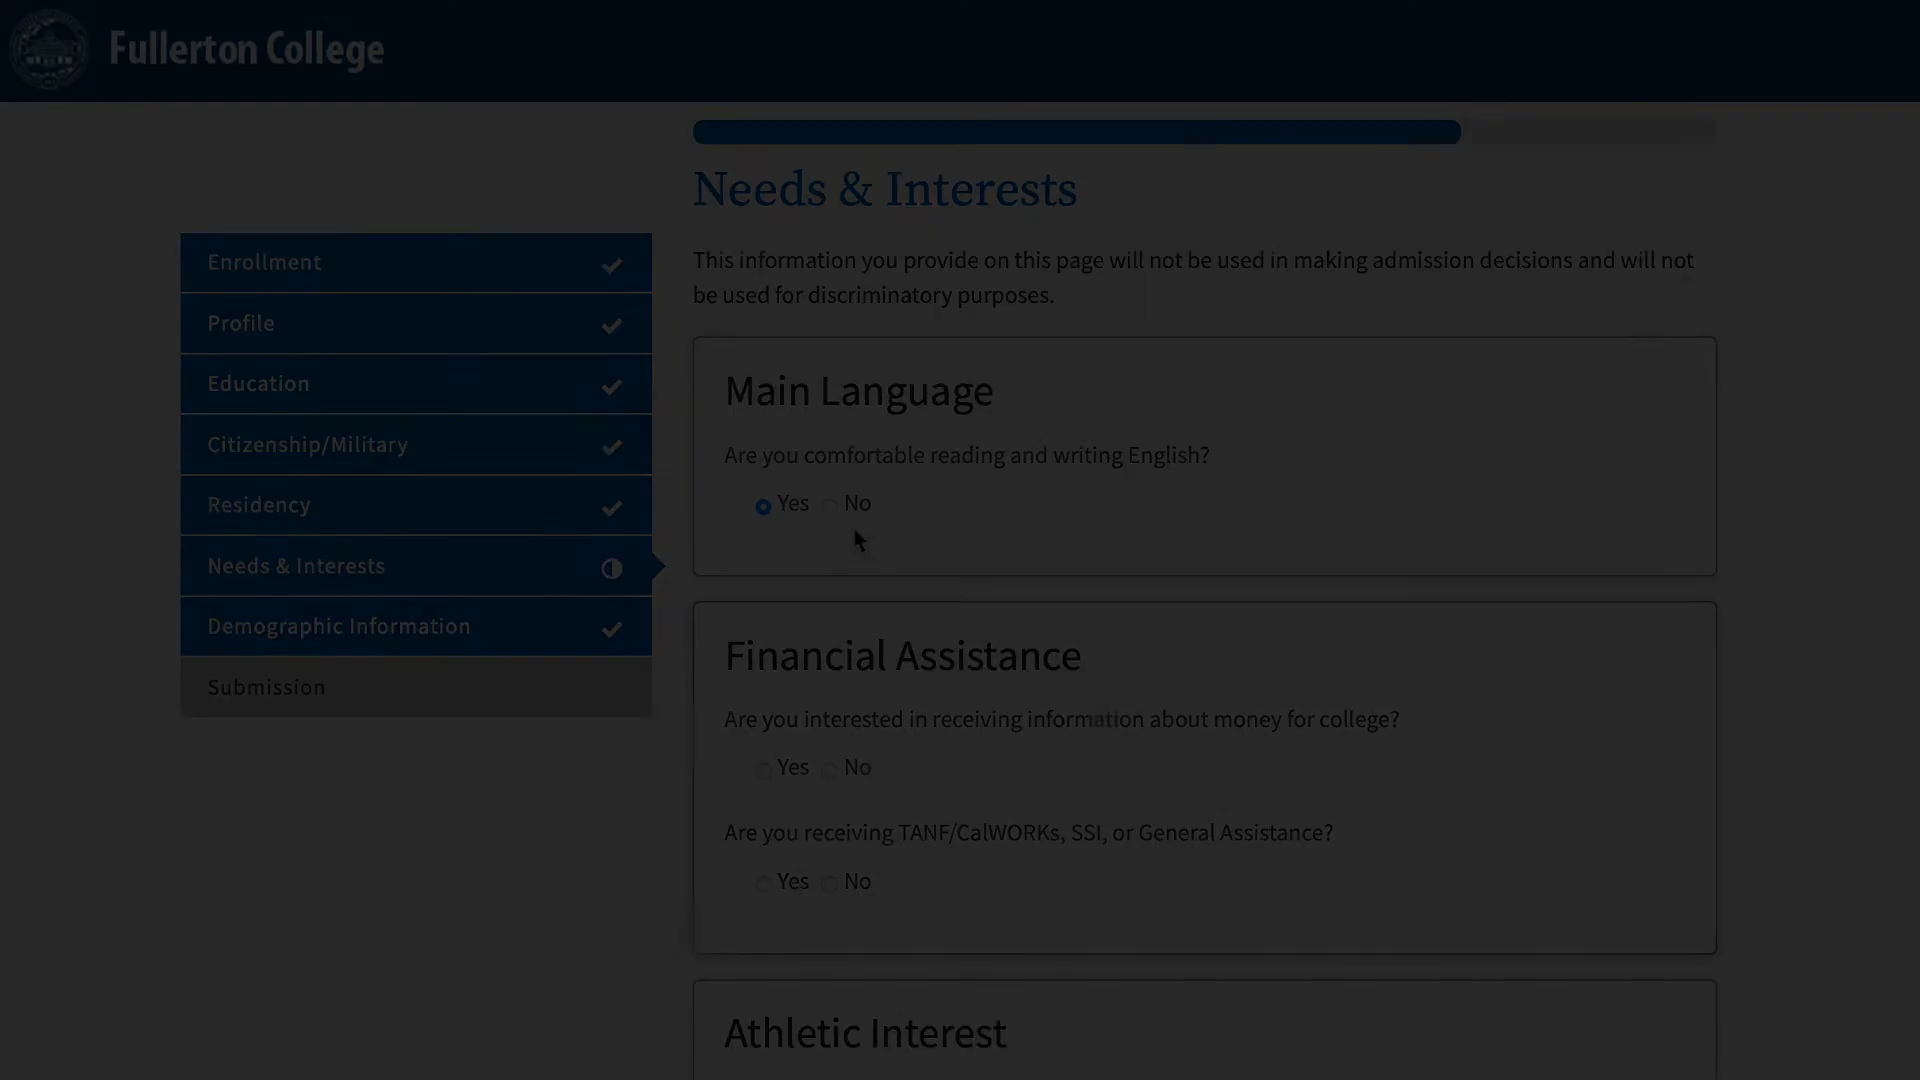 Fullerton College
Needs & Interests
This information you provide on this page will not be used in making admission decisions and will not
be used for discriminatory purposes.
Enrollment
Profile
Education
Citizenship/Military
Residency
Needs & Interests
Demographic Information
Submission
Main Language
Are you comfortable reading and writing English?
Yes No
Financial Assistance
Are you interested in receiving information about money for college?
Yes No
Are you receiving TANF/CalWORKs, SSI, or General Assistance?
Yes No
Athletic Interest